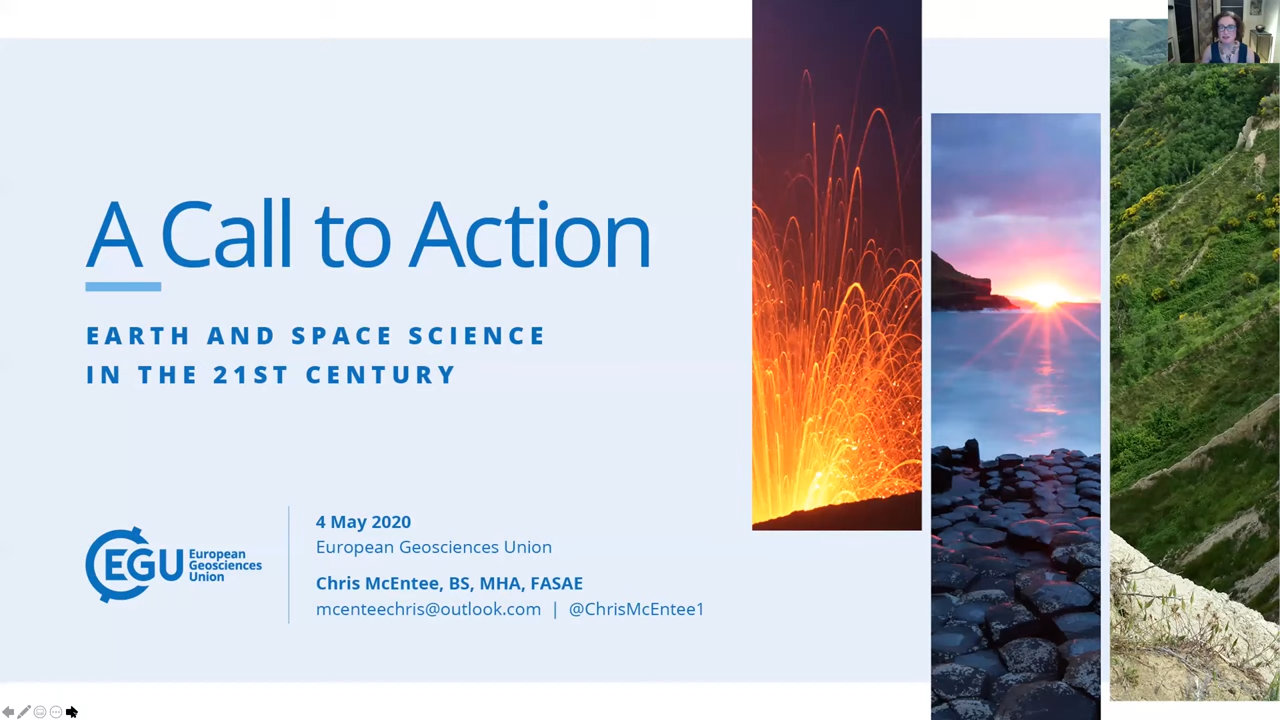 A Call to Action
EARTH AND SPACE SCIENCE
IN THE 21ST CENTURY
EGU
European
Geosciences
Union
4 May 2020
European Geosciences Union
Chris McEntee, BS, MHA, FASAE
mcenteechris@outlook.com | @ChrisMcEntee1